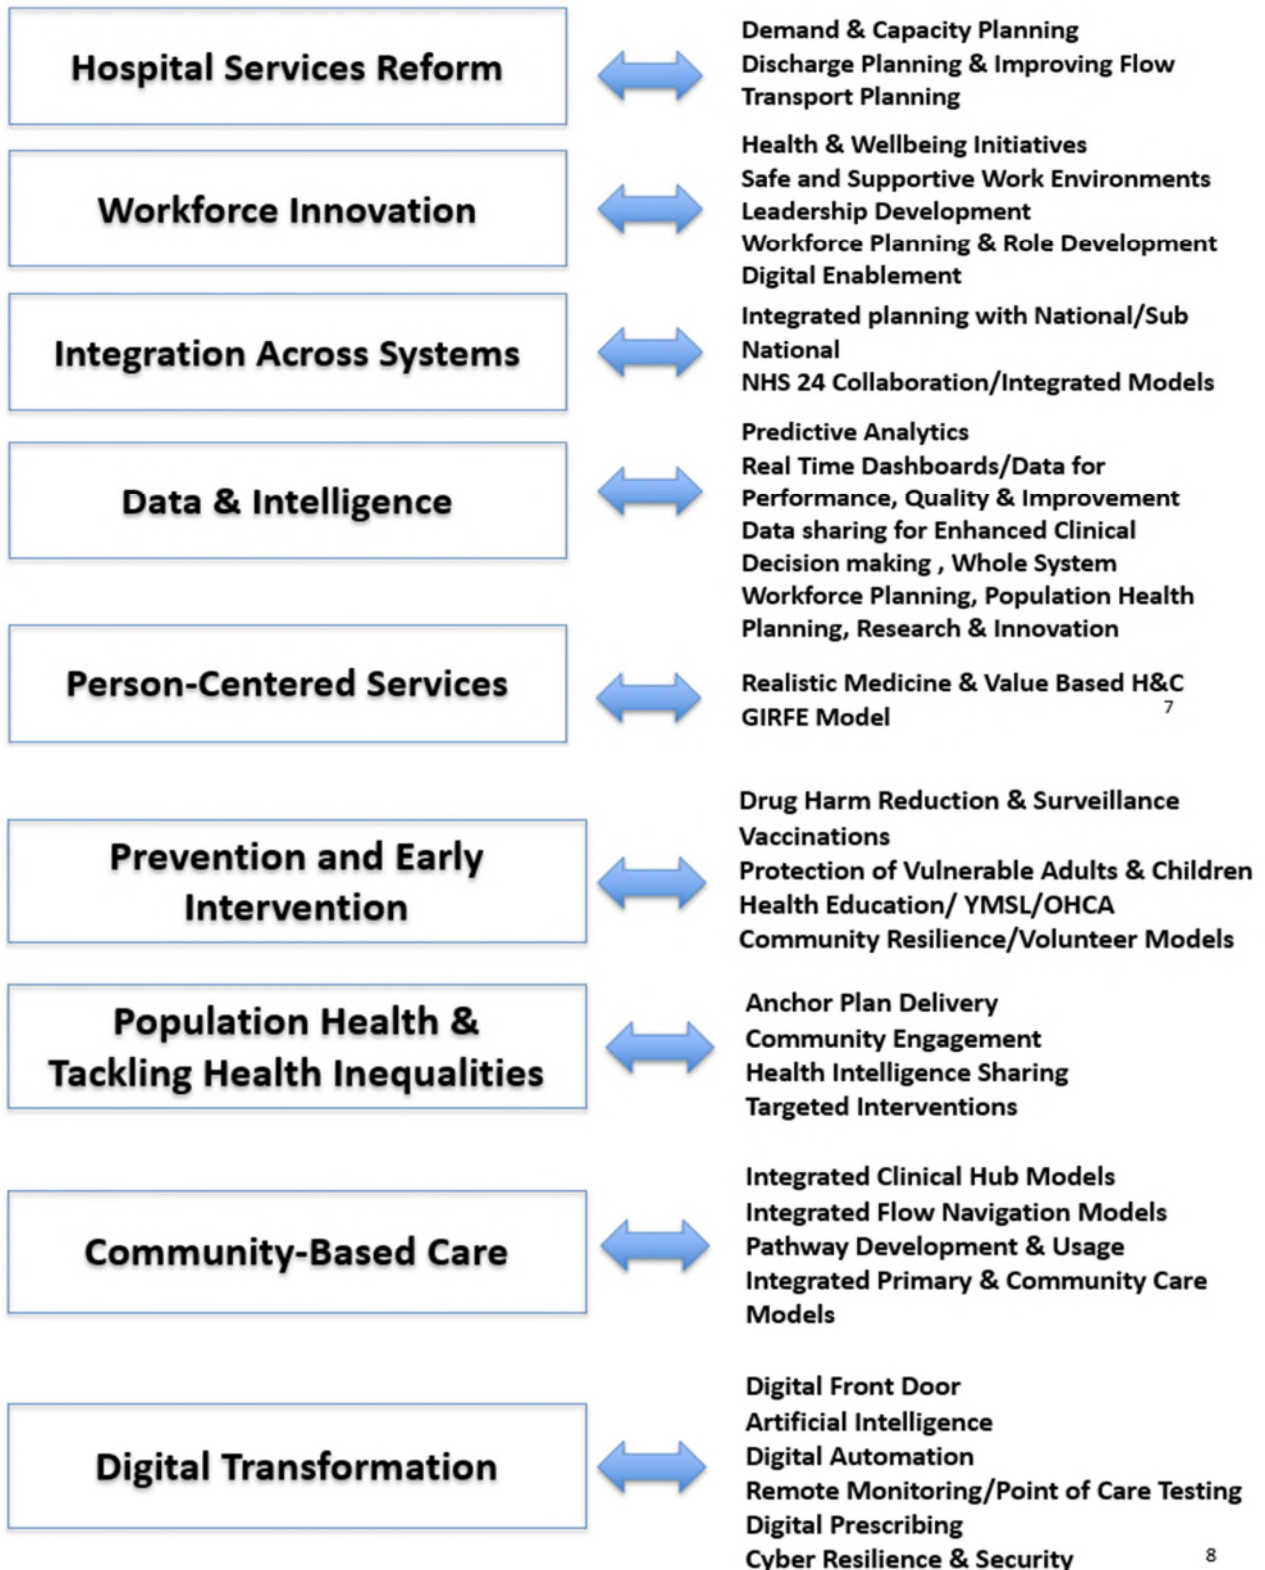 Hospital Services Reform
Demand & Capacity Planning
Discharge Planning & Improving Flow
Transport Planning
Workforce Innovation
Health & Wellbeing Initiatives
Safe and Supportive Work Environments
Leadership Development
Workforce Planning & Role Development
Digital Enablement
Integration Across Systems
Integrated planning with National/Sub
National
NHS 24 Collaboration/Integrated Models
Data & Intelligence
Predictive Analytics
Real Time Dashboards/Data for
Performance, Quality & Improvement
Data sharing for Enhanced Clinical
Decision making , Whole System
Workforce Planning, Population Health
Planning, Research & Innovation
Person-Centered Services
Realistic Medicine & Value Based H&C
GIRFE Model
7
Prevention and Early
Intervention
Drug Harm Reduction & Surveillance
Vaccinations
Protection of Vulnerable Adults & Children
Health Education/ YMSL/OHCA
Community Resilience/Volunteer Models
Population Health &
Tackling Health Inequalities
Anchor Plan Delivery
Community Engagement
Health Intelligence Sharing
Targeted Interventions
Community-Based Care
Integrated Clinical Hub Models
Integrated Flow Navigation Models
Pathway Development & Usage
Integrated Primary & Community Care
Models
Digital Transformation
Digital Front Door
Artificial Intelligence
Digital Automation
Remote Monitoring/Point of Care Testing
Digital Prescribing
Cyber Resilience & Security
8